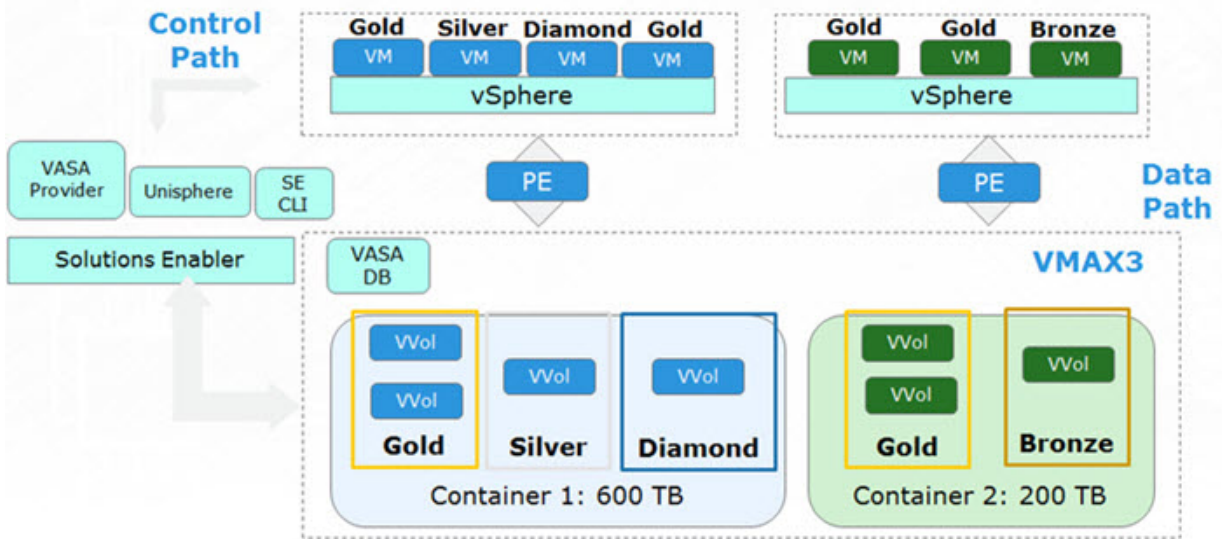 Control
Path
Gold Silver Diamond Gold
VM VM VM VM
vSphere
Gold Gold Bronze
VM VM VM
vSphere
VASA
Provider
Unisphere
SE
CLI
PE
PE
Data
Path
Solutions Enabler
VASA
DB
VMAX3
VVol
VVol
Gold
VVol
Silver
VVol
Diamond
Container 1: 600 TB
VVol
VVol
Gold
VVol
Bronze
Container 2: 200 TB